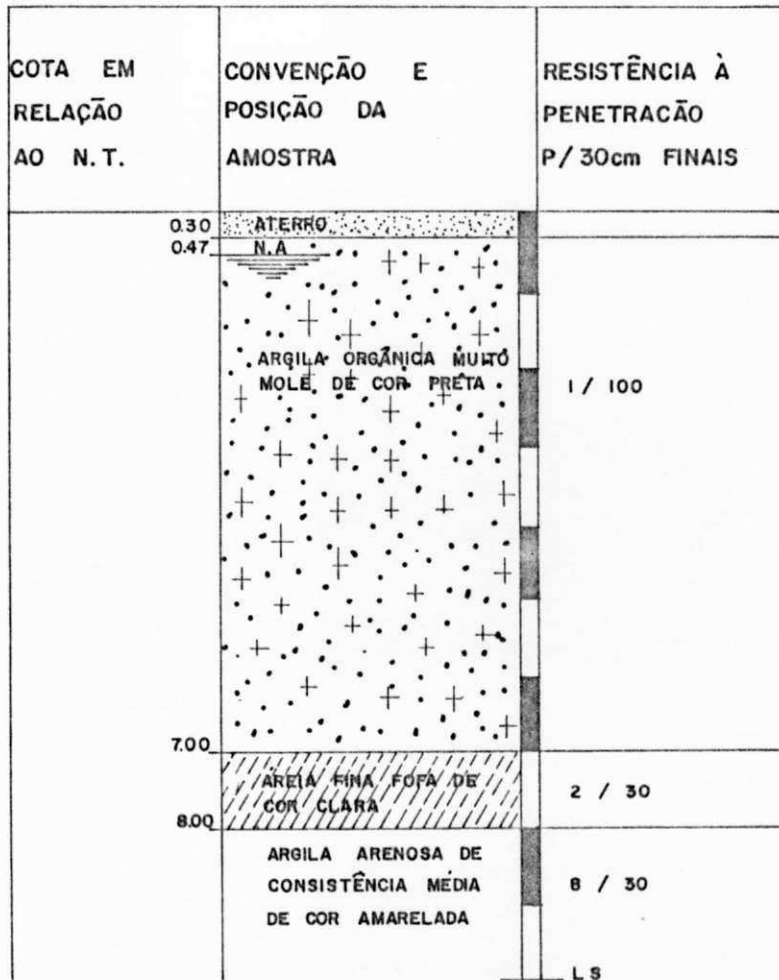 COTA EM
RELAÇÃO
AO N.T.
CONVENÇÃO E
POSIÇÃO DA
AMOSTRA
RESISTÊNCIA À
PENETRACÃO
P/30cm FINAIS
0.30 ATERRO
0.47 N.A
ARGILA ORGÂNICA MUITO
MOLE DE COR PRETA
1 / 100
7.00
AREIA FINA FOFA DE
COR CLARA
2 / 30
8.00
ARGILA ARENOSA DE
CONSISTÊNCIA MÉDIA
DE COR AMARELADA
8 / 30
LS